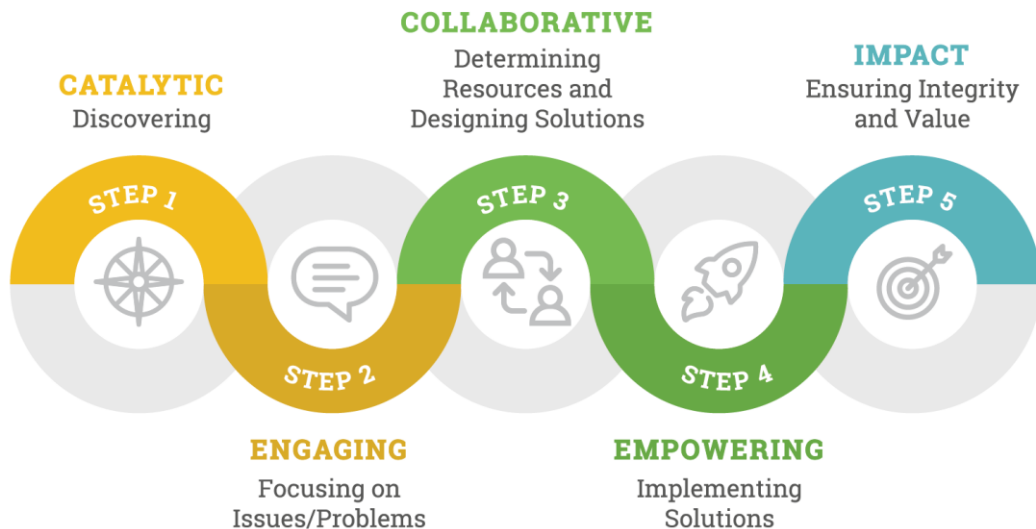 CATALYTIC
Discovering
STEP 1
STEP 2
ENGAGING
Focusing on
Issues/Problems
COLLABORATIVE
Determining
Resources and
Designing Solutions
STEP 3
STEP 4
EMPOWERING
Implementing
Solutions
IMPACT
Ensuring Integrity
and Value
STEP 5